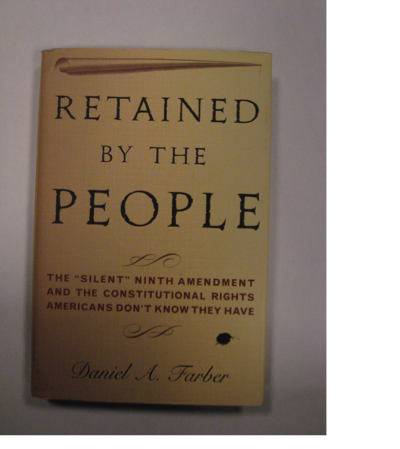 RETAINED
BY THE
PEOPLE
THE "SILENT" NINTH AMENDMENT
AND THE CONSTITUTIONAL RIGHTS
AMERICANS DON'T KNOW THEY HAVE
Daniel A. Farber